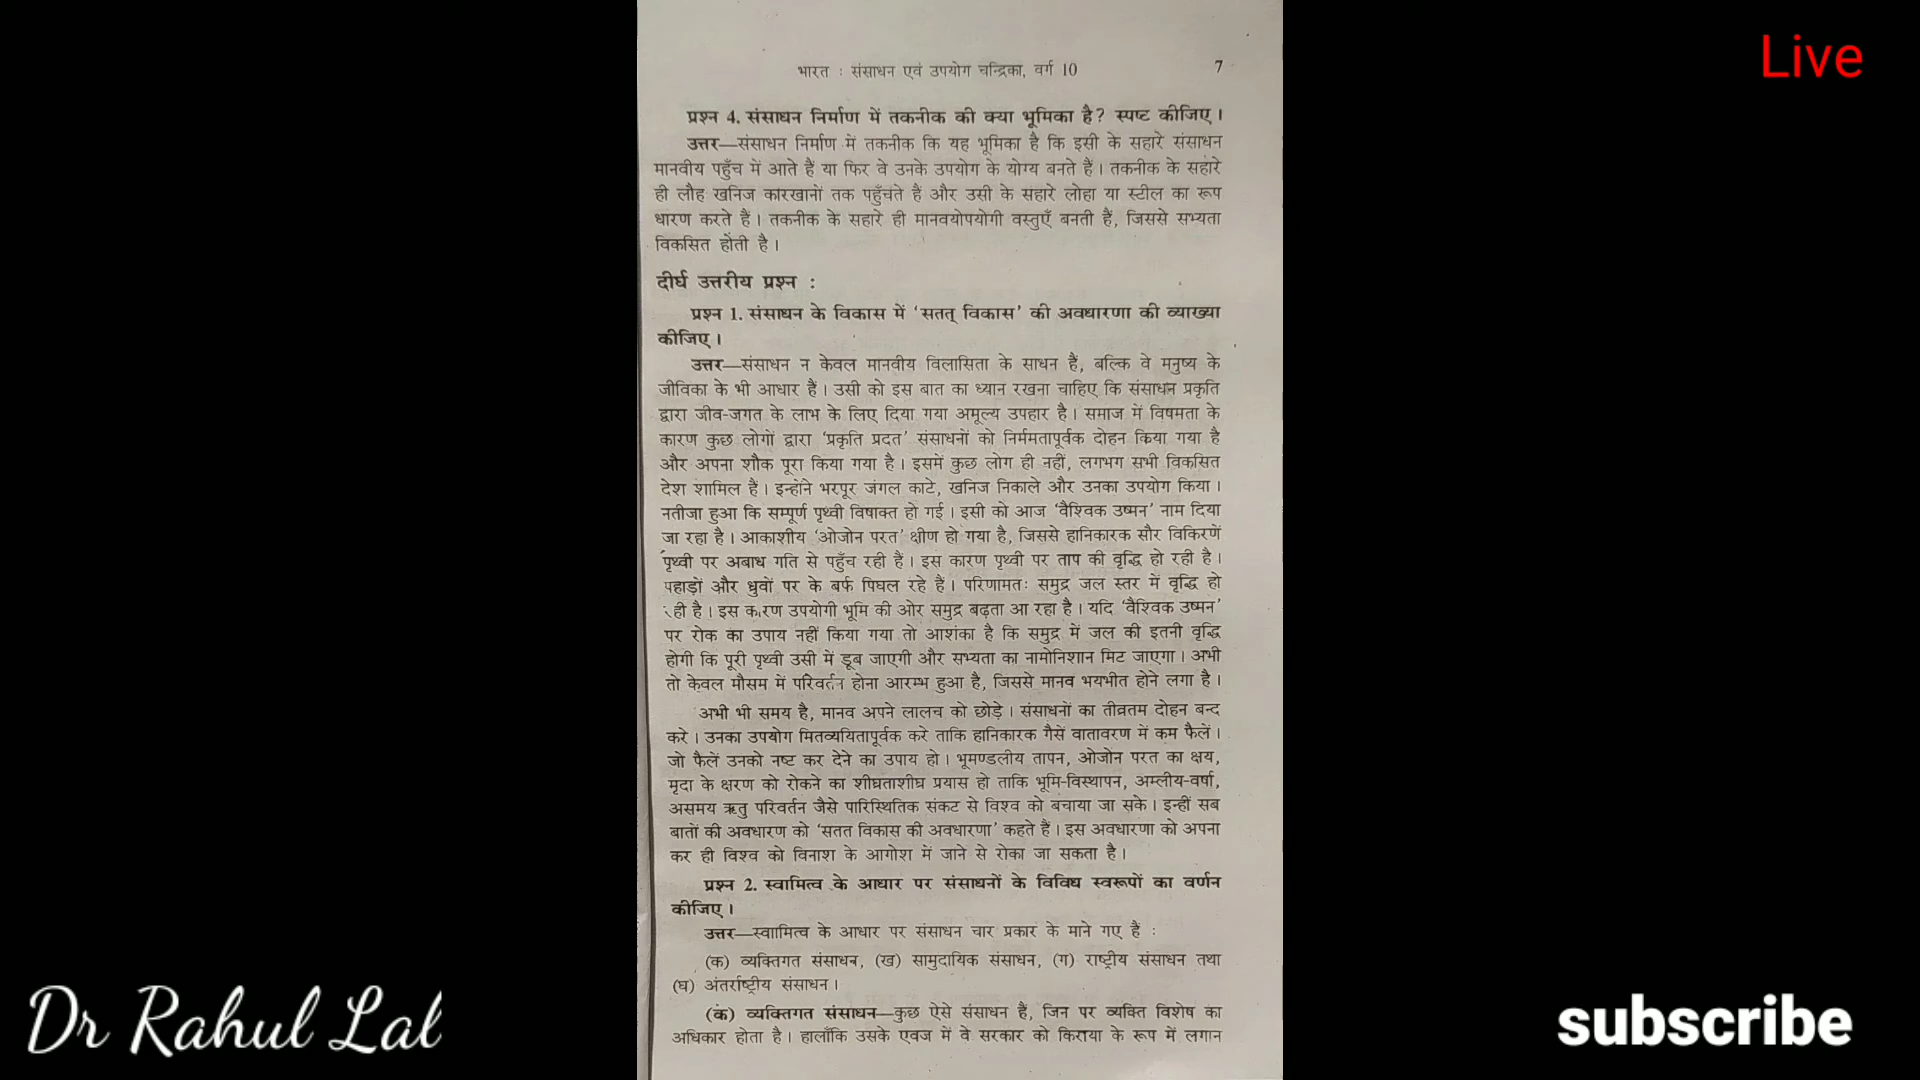 Live
भारत : संसाधन एवं उपयोग चन्द्रिका, वर्ग 10 7
प्रश्न 4. संसाधन निर्माण में तकनीक की क्या भूमिका है? स्पष्ट कीजिए।
उत्तर—संसाधन निर्माण में तकनीक कि यह भूमिका है कि इसी के सहारे संसाधन
मानवीय पहुँच में आते हैं या फिर वे उनके उपयोग के योग्य बनते हैं। तकनीक के सहारे
ही लौह खनिज कारखानों तक पहुँचते हैं और उसी के सहारे लोहा या स्टील का रूप
धारण करते हैं। तकनीक के सहारे ही मानवयोपयोगी वस्तुएँ बनती हैं, जिससे सभ्यता
विकसित होती है।
दीर्घ उत्तरीय प्रश्न :
प्रश्न 1. संसाधन के विकास में ‘सतत् विकास’ की अवधारणा की व्याख्या
कीजिए।
उत्तर—संसाधन न केवल मानवीय विलासिता के साधन हैं, बल्कि वे मनुष्य के
जीविका के भी आधार हैं। उसी को इस बात का ध्यान रखना चाहिए कि संसाधन प्रकृति
द्वारा जीव-जगत के लाभ के लिए दिया गया अमूल्य उपहार है। समाज में विषमता के
कारण कुछ लोगों द्वारा ‘प्रकृति प्रदत’ संसाधनों को निर्ममतापूर्वक दोहन किया गया है
और अपना शौक पूरा किया गया है। इसमें कुछ लोग ही नहीं, लगभग सभी विकसित
देश शामिल हैं। इन्होंने भरपूर जंगल काटे, खनिज निकाले और उनका उपयोग किया।
नतीजा हुआ कि सम्पूर्ण पृथ्वी विषाक्त हो गई। इसी को आज ‘वैश्विक उष्मन’ नाम दिया
जा रहा है। आकाशीय ‘ओजोन परत’ क्षीण हो गया है, जिससे हानिकारक सौर विकिरणें
पृथ्वी पर अबाध गति से पहुँच रही हैं। इस कारण पृथ्वी पर ताप की वृद्धि हो रही है।
पहाड़ों और ध्रुवों पर के बर्फ पिघल रहे हैं। परिणामतः समुद्र जल स्तर में वृद्धि हो
रही है। इस कारण उपयोगी भूमि की ओर समुद्र बढ़ता आ रहा है। यदि ‘वैश्विक उष्मन’
पर रोक का उपाय नहीं किया गया तो आशंका है कि समुद्र में जल की इतनी वृद्धि
होगी कि पूरी पृथ्वी उसी में डूब जाएगी और सभ्यता का नामोनिशान मिट जाएगा। अभी
तो केवल मौसम में परिवर्तन होना आरम्भ हुआ है, जिससे मानव भयभीत होने लगा है।
अभी भी समय है, मानव अपने लालच को छोड़े। संसाधनों का तीव्रतम दोहन बन्द
करे। उनका उपयोग मितव्ययितापूर्वक करे ताकि हानिकारक गैसें वातावरण में कम फैलें।
जो फैलें उनको नष्ट कर देने का उपाय हो। भूमण्डलीय तापन, ओजोन परत का क्षय,
मृदा के क्षरण को रोकने का शीघ्रताशीघ्र प्रयास हो ताकि भूमि-विस्थापन, अम्लीय-वर्षा,
असमय ऋतु परिवर्तन जैसे पारिस्थितिक संकट से विश्व को बचाया जा सके। इन्हीं सब
बातों की अवधारण को ‘सतत विकास की अवधारणा’ कहते हैं। इस अवधारणा को अपना
कर ही विश्व को विनाश के आगोश में जाने से रोका जा सकता है।
प्रश्न 2. स्वामित्व के आधार पर संसाधनों के विविध स्वरूपों का वर्णन
कीजिए।
उत्तर—स्वाामित्व के आधार पर संसाधन चार प्रकार के माने गए हैं :
(क) व्यक्तिगत संसाधन, (ख) सामुदायिक संसाधन, (ग) राष्ट्रीय संसाधन तथा
(घ) अंतर्राष्ट्रीय संसाधन।
(क) व्यक्तिगत संसाधन—कुछ ऐसे संसाधन हैं, जिन पर व्यक्ति विशेष का
अधिकार होता है। हालाँकि उसके एवज में वे सरकार को किराया के रूप में लगान
Dr Rahul Lal
subscribe